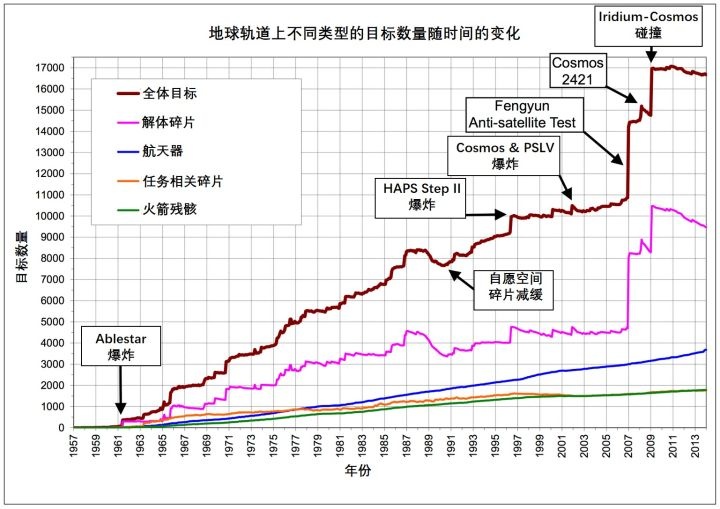 地球轨道上不同类型的目标数量随时间的变化
Iridium-Cosmos
碰撞
Cosmos
2421
Fengyun
Anti-satellite Test
Cosmos & PSLV
爆炸
HAPS Step II
爆炸
自愿空间
碎片减缓
Ablestar
爆炸
全体目标
解体碎片
航天器
任务相关碎片
火箭残骸
目标数量
17000
16000
15000
14000
13000
12000
11000
10000
9000
8000
7000
6000
5000
4000
3000
2000
1000
0
1957
1959
1961
1963
1965
1967
1969
1971
1973
1975
1977
1979
1981
1983
1985
1987
1989
1991
1993
1995
1997
1999
2001
2003
2005
2007
2009
2011
2013
年份